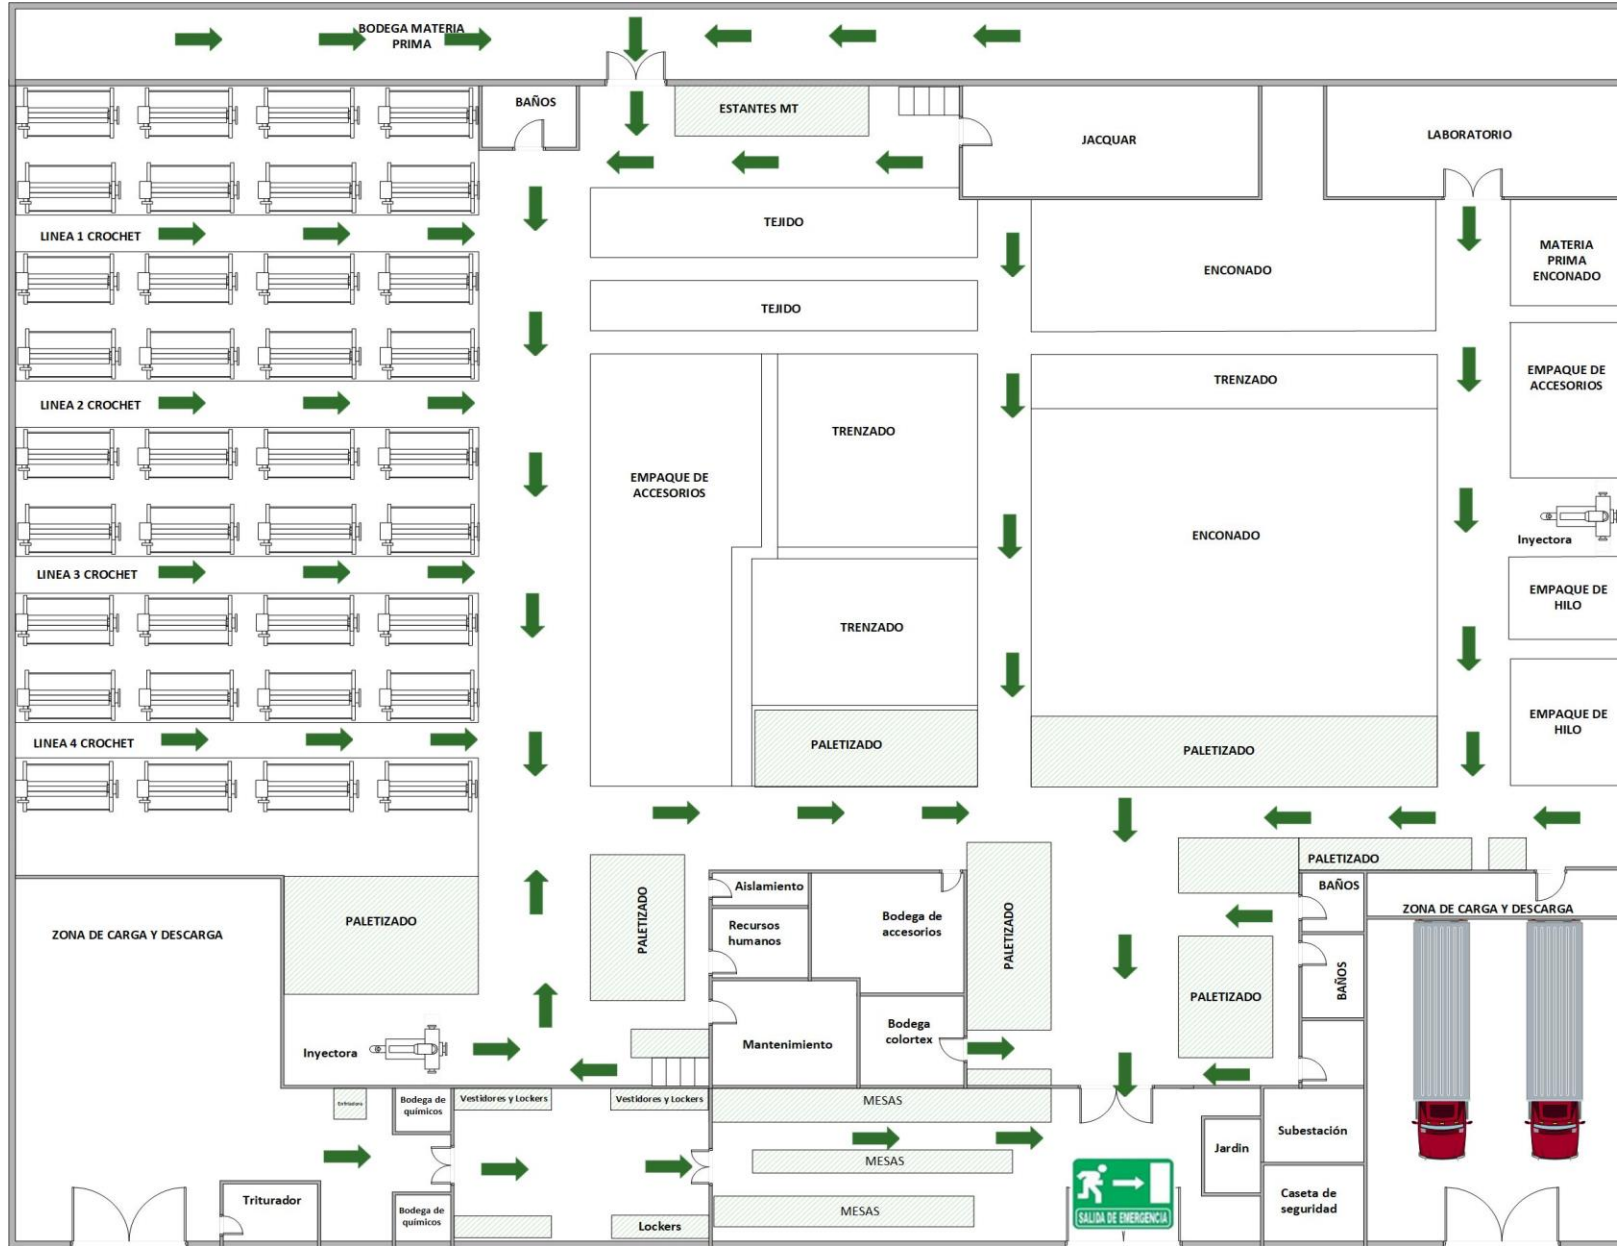 BODEGA MATERIA
PRIMA
BAÑOS
ESTANTES MT
JACQUAR
LABORATORIO
LINEA 1 CROCHET
TEJIDO
TEJIDO
ENCONADO
MATERIA
PRIMA
ENCONADO
LINEA 2 CROCHET
TRENZADO
EMPAQUE DE
ACCESORIOS
TRENZADO
EMPAQUE DE
ACCESORIOS
ENCONADO
Inyectora
LINEA 3 CROCHET
TRENZADO
EMPAQUE DE
HILO
LINEA 4 CROCHET
PALETIZADO
PALETIZADO
EMPAQUE DE
HILO
PALETIZADO
ZONA DE CARGA Y DESCARGA
PALETIZADO
PALETIZADO
Aislamiento
Recursos
humanos
Bodega de
accesorios
PALETIZADO
BAÑOS
ZONA DE CARGA Y DESCARGA
BAÑOS
PALETIZADO
Inyectora
Mantenimiento
Bodega
colortex
Enfriadora
Bodega de
químicos
Vestidores y Lockers
Vestidores y Lockers
MESAS
MESAS
MESAS
Jardin
Subestación
Triturador
Bodega de
químicos
Lockers
SALIDA DE EMERGENCIA
Caseta de
seguridad